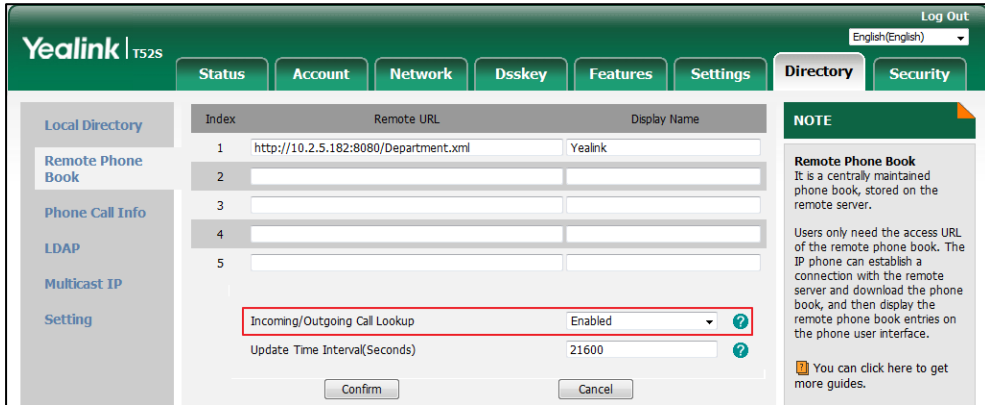 Log Out
Yealink T52S
English(English)
Status Account Network Dsskey Features Settings Directory Security
Local Directory
Remote Phone
Book
Phone Call Info
LDAP
Multicast IP
Setting
Index Remote URL Display Name
1 http://10.2.5.182:8080/Department.xml Yealink
2
3
4
5
Incoming/Outgoing Call Lookup Enabled ?
Update Time Interval(Seconds) 21600 ?
Confirm Cancel
NOTE
Remote Phone Book
It is a centrally maintained
phone book, stored on the
remote server.
Users only need the access URL
of the remote phone book. The
IP phone can establish a
connection with the remote
server and download the phone
book, and then display the
remote phone book entries on
the phone user interface.
? You can click here to get
more guides.